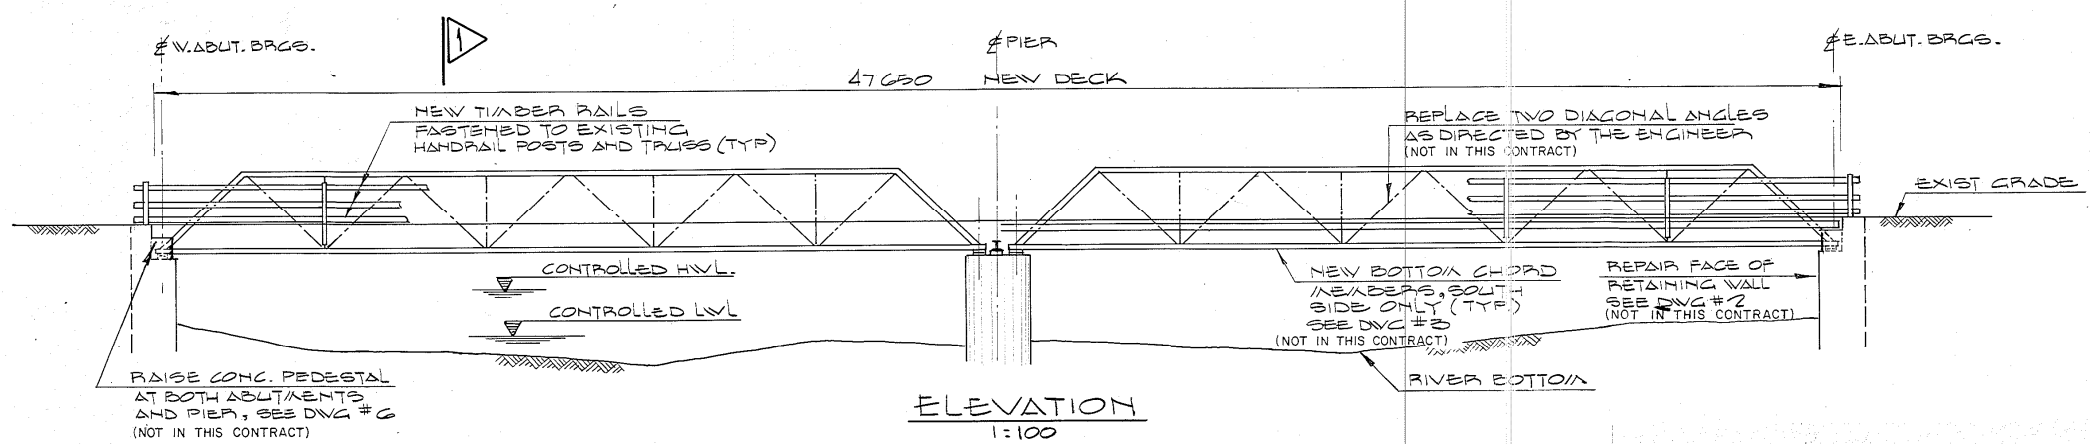 ℄ W. ABUT. BRGS.
1
℄ PIER
℄ E. ABUT. BRGS.
47650 NEW DECK
NEW TIMBER RAILS
FASTENED TO EXISTING
HANDRAIL POSTS AND TRUSS (TYP)
REPLACE TWO DIAGONAL ANGLES
AS DIRECTED BY THE ENGINEER
(NOT IN THIS CONTRACT)
EXIST GRADE
CONTROLLED HWL.
CONTROLLED LWL
NEW BOTTOM CHORD
MEMBERS, SOUTH
SIDE ONLY (TYP.)
SEE DWG #3
(NOT IN THIS CONTRACT)
REPAIR FACE OF
RETAINING WALL
SEE DWG #2
(NOT IN THIS CONTRACT)
RAISE CONC. PEDESTAL
AT BOTH ABUTMENTS
AND PIER, SEE DWG #6
(NOT IN THIS CONTRACT)
RIVER BOTTOM
ELEVATION
1:100